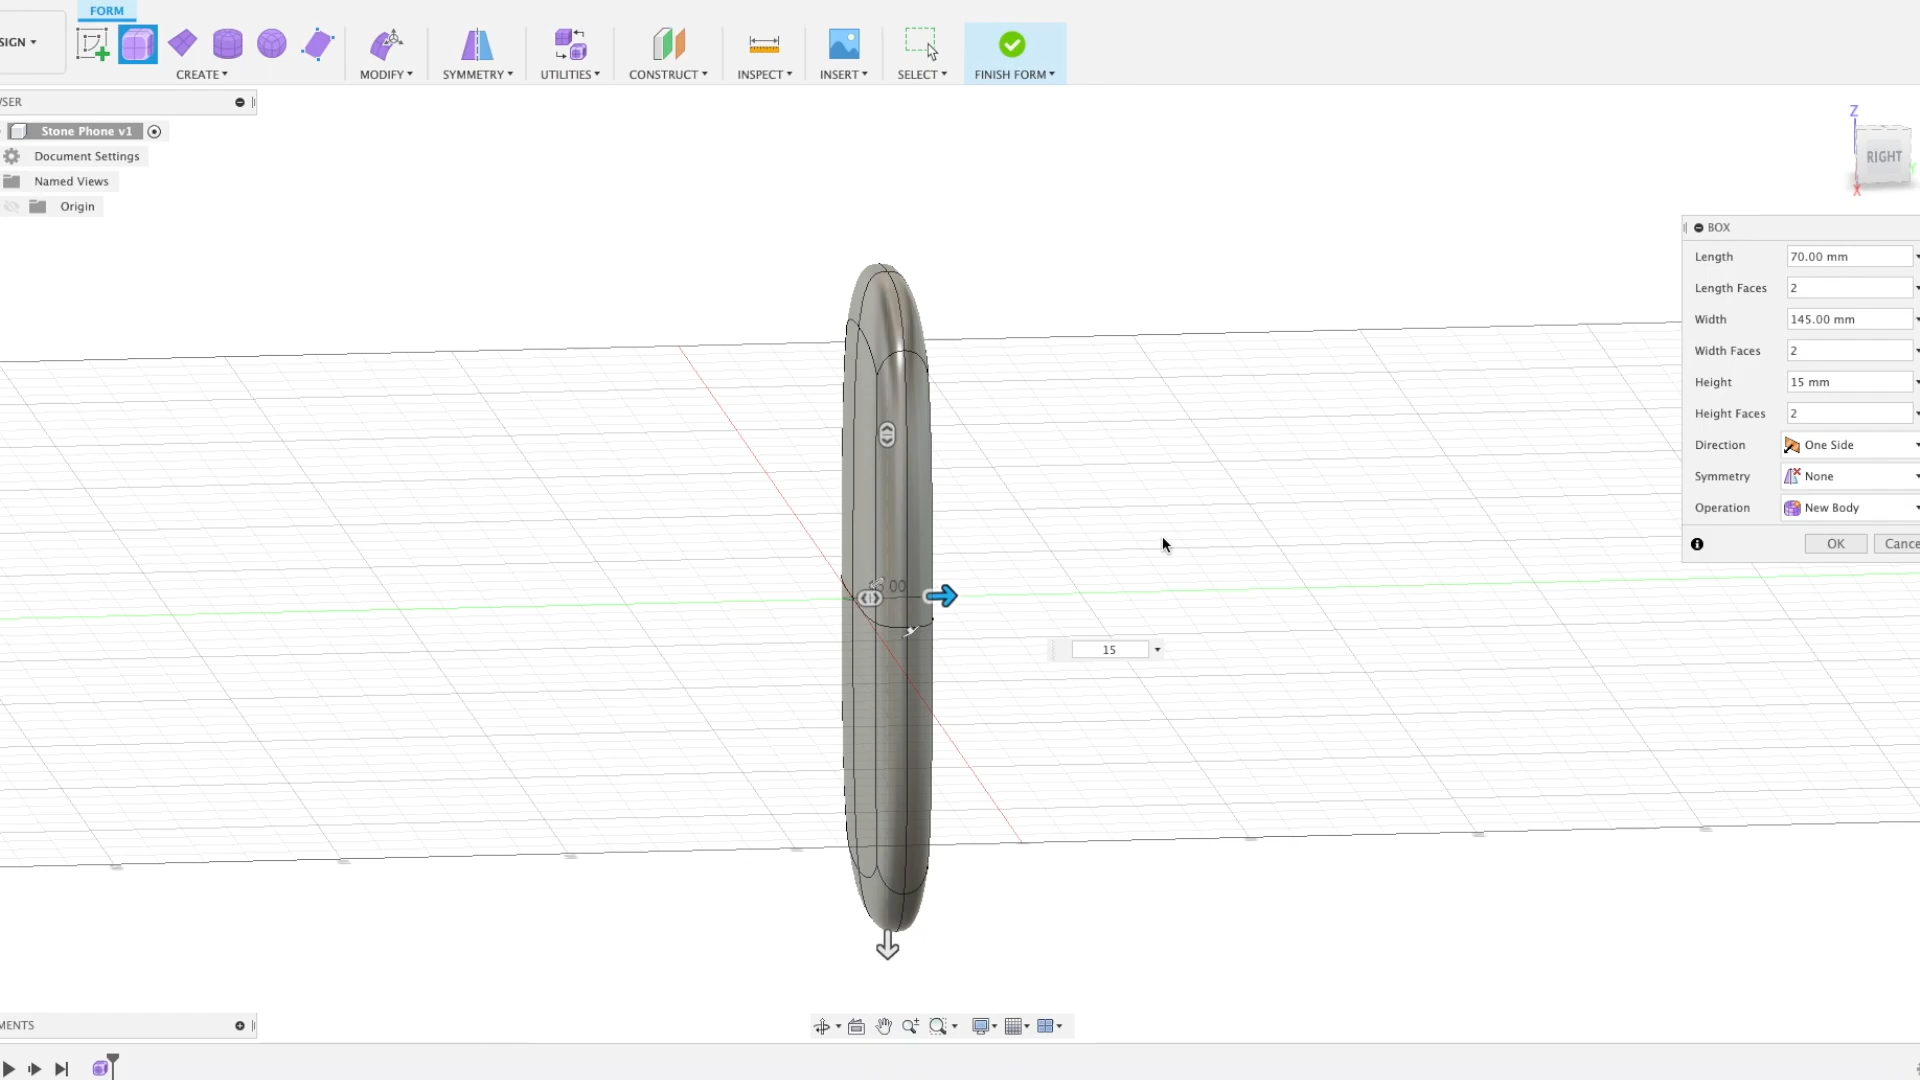 FORM
SIGN
CREATE
MODIFY
SYMMETRY
UTILITIES
CONSTRUCT
INSPECT
INSERT
SELECT
FINISH FORM
SER
Stone Phone v1
Document Settings
Named Views
Origin
Z
RIGHT
X
BOX
Length 70.00 mm
Length Faces 2
Width 145.00 mm
Width Faces 2
Height 15 mm
Height Faces 2
Direction One Side
Symmetry None
Operation New Body
OK Cance
15
MENTS